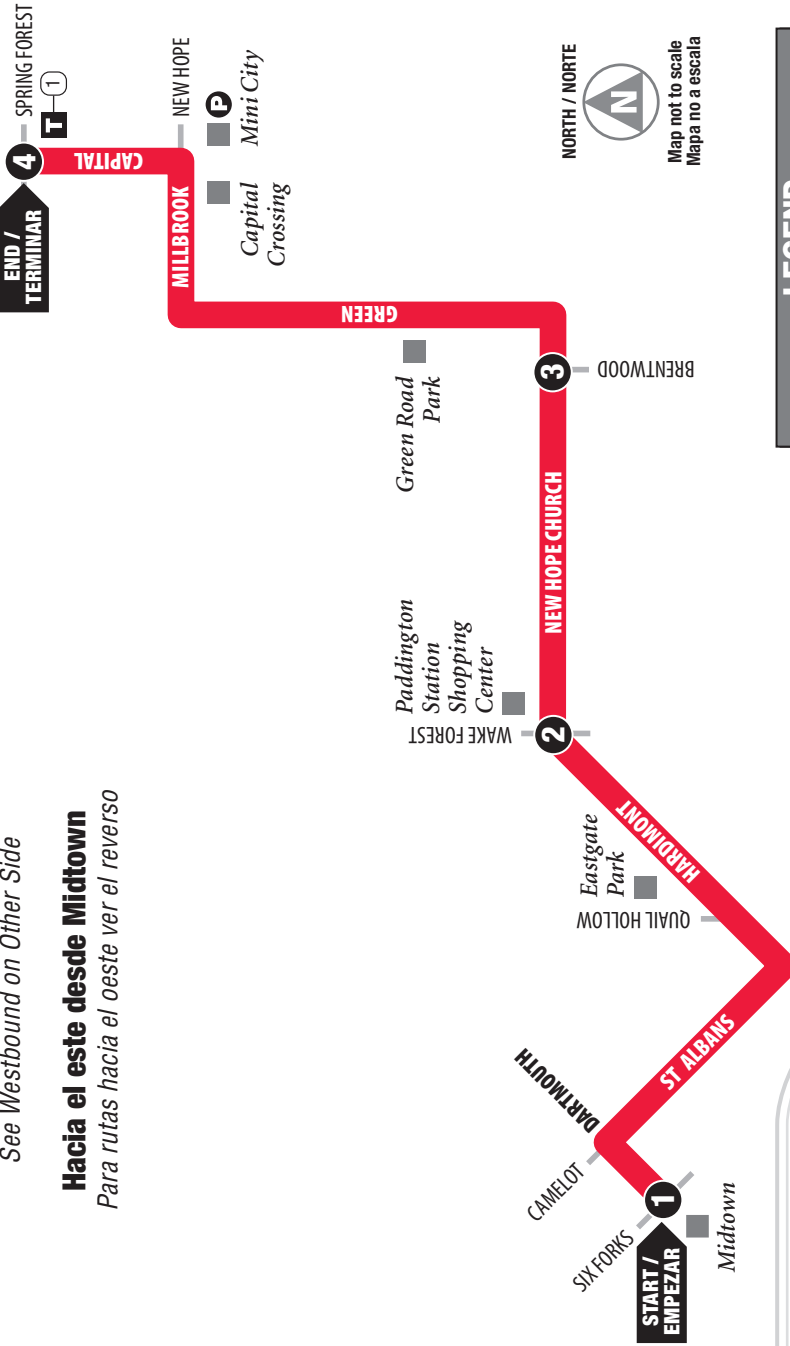 See Westbound on Other Side
Hacia el este desde Midtown
Para rutas hacia el oeste ver el reverso
START /
EMPEZAR
1
Midtown
SIX FORKS
CAMELOT
DARTMOUTH
ST ALBANS
QUAIL HOLLOW
Eastgate
Park
HARDIMONT
2
WAKE FOREST
Paddington
Station
Shopping
Center
NEW HOPE CHURCH
3
BRENTWOOD
Green Road
Park
GREEN
MILLBROOK
Capital
Crossing
Mini City
P
NEW HOPE
CAPITAL
4
END /
TERMINAR
SPRING FOREST
T
1
NORTH / NORTE
N
Map not to scale
Mapa no a escala
LEGEND